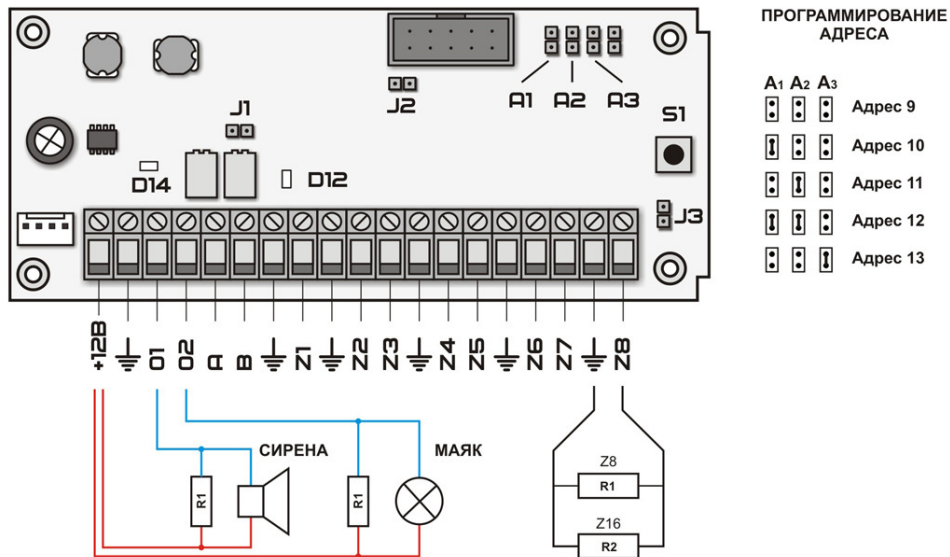 ПРОГРАММИРОВАНИЕ
АДРЕСА
A1 A2 A3
Адрес 9
Адрес 10
Адрес 11
Адрес 12
Адрес 13
J1
J2
A1 A2 A3
S1
D14
D12
J3
+12В
O1
O2
A
B
Z1
Z2
Z3
Z4
Z5
Z6
Z7
Z8
СИРЕНА
МАЯК
R1
R1
Z8
R1
Z16
R2